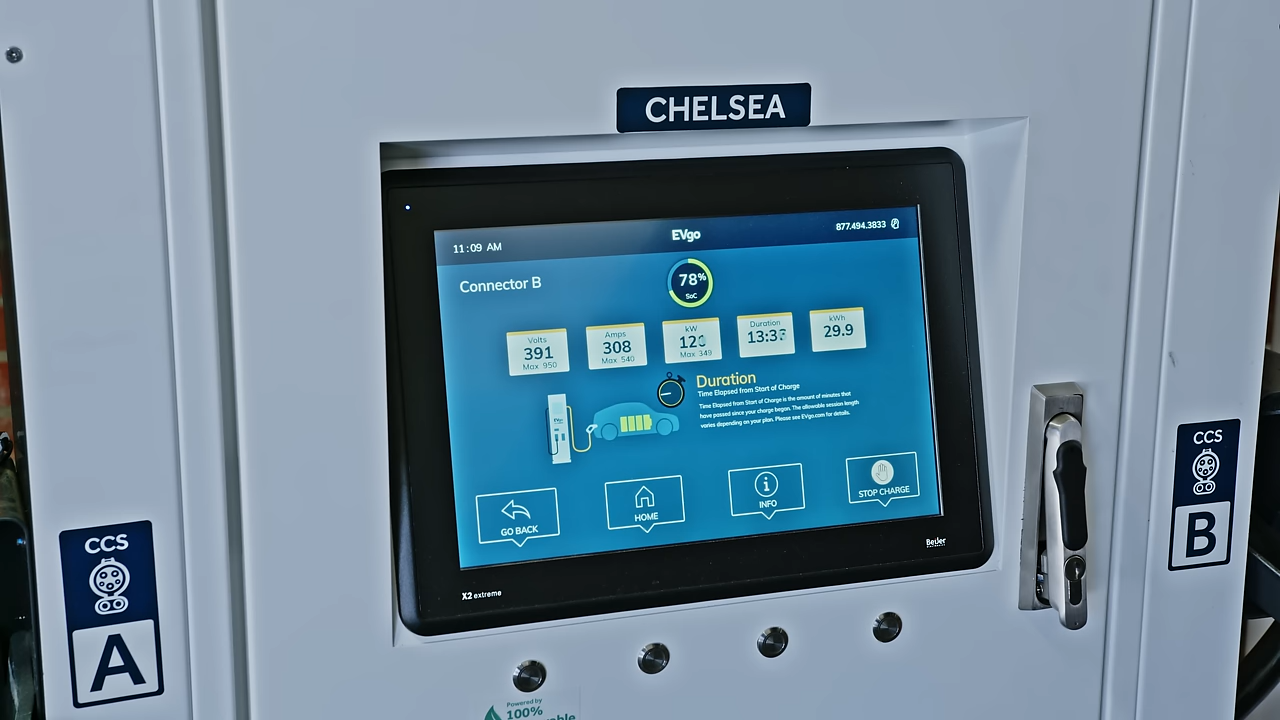 CHELSEA
11:09 AM
EVgo
877.494.3833
Connector B
78%
SoC
Volts
391
Max 950
Amps
308
Max 540
kW
Max 349
Duration
kWh
29.9
Duration
Time Elapsed from Start of Charge
Time Elapsed from Start of Charge is the amount of minutes that
have passed since your charge began. The allowable session length
varies depending on your plan. Please see EVgo.com for details.
GO BACK
HOME
INFO
STOP CHARGE
Beijer
X2 extreme
CCS
A
CCS
B
Powered by
100%